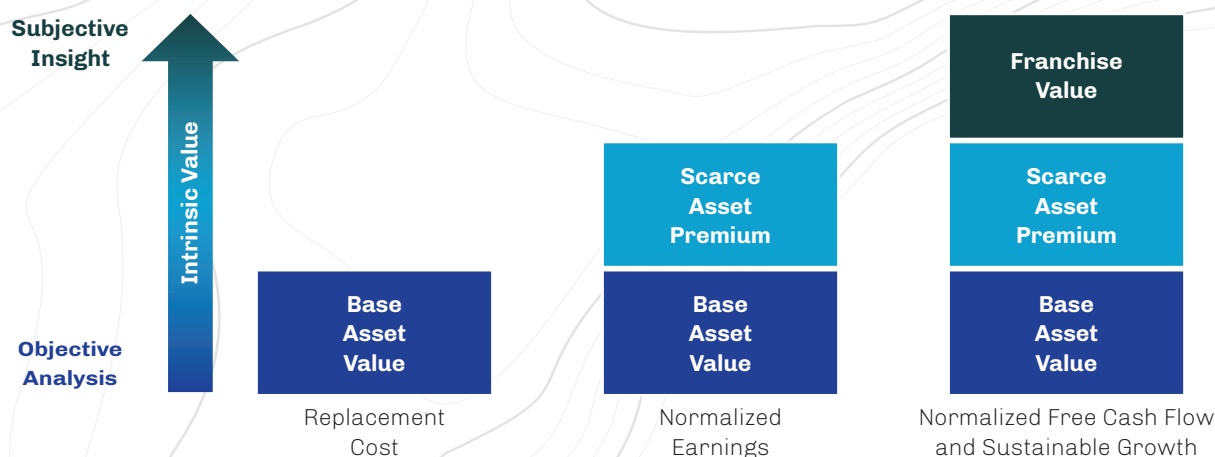 Subjective
Insight
Intrinsic Value
Objective
Analysis
Base
Asset
Value
Replacement
Cost
Scarce
Asset
Premium
Base
Asset
Value
Normalized
Earnings
Franchise
Value
Scarce
Asset
Premium
Base
Asset
Value
Normalized Free Cash Flow
and Sustainable Growth